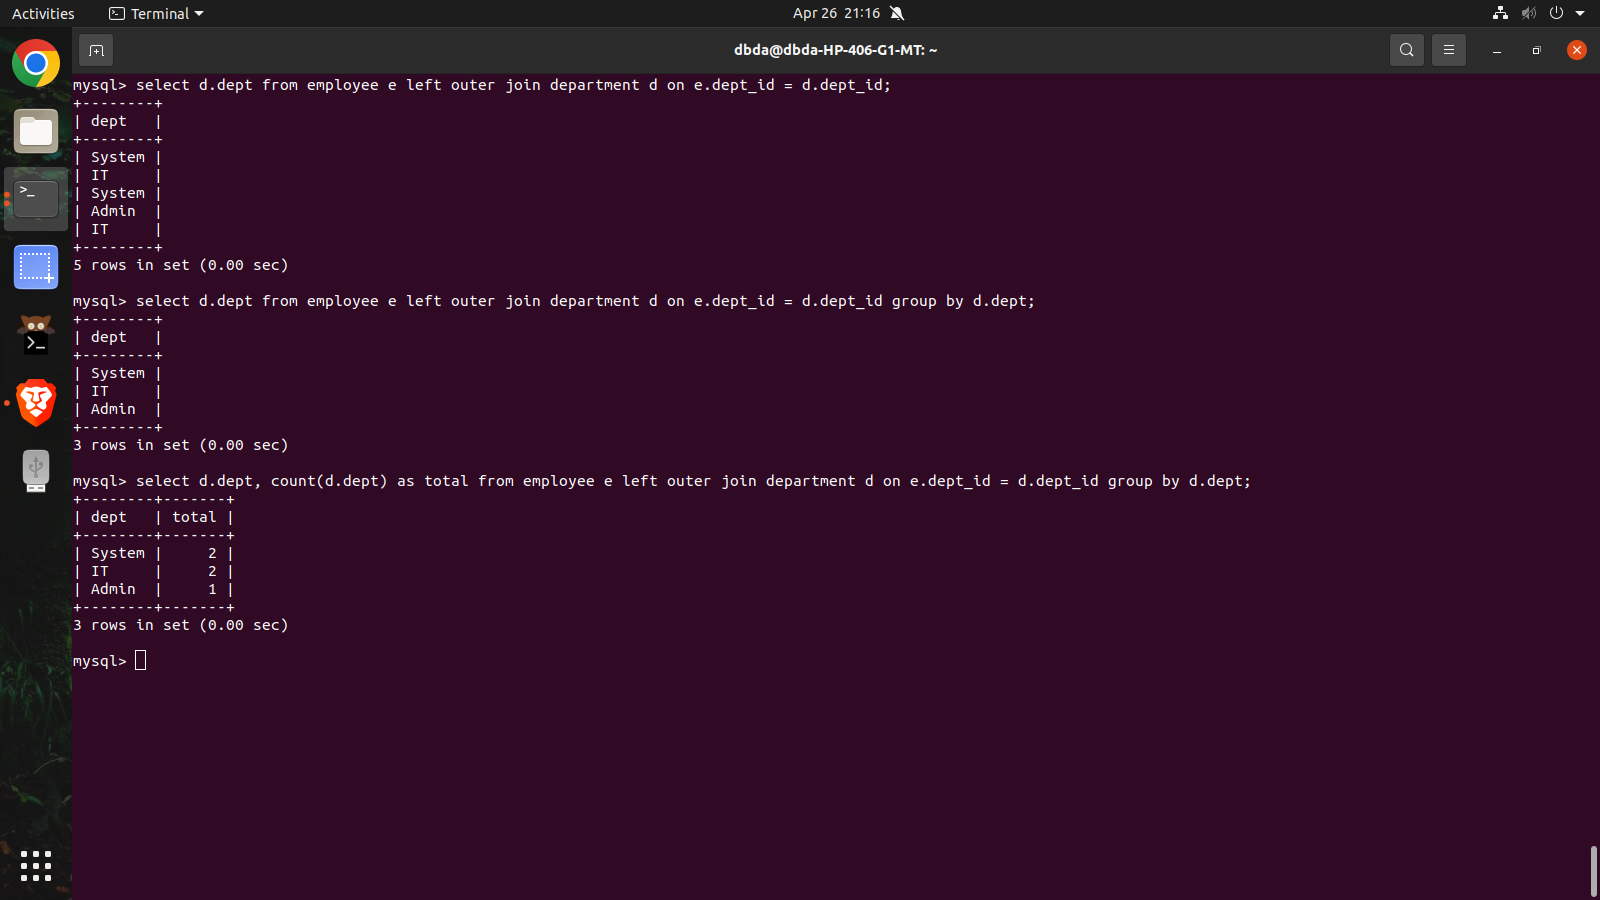 Activities Terminal Apr 26 21:16
dbda@dbda-HP-406-G1-MT: ~
mysql> select d.dept from employee e left outer join department d on e.dept_id = d.dept_id;
+--------+
| dept   |
+--------+
| System |
| IT     |
| System |
| Admin  |
| IT     |
+--------+
5 rows in set (0.00 sec)
mysql> select d.dept from employee e left outer join department d on e.dept_id = d.dept_id group by d.dept;
+--------+
| dept   |
+--------+
| System |
| IT     |
| Admin  |
+--------+
3 rows in set (0.00 sec)
mysql> select d.dept, count(d.dept) as total from employee e left outer join department d on e.dept_id = d.dept_id group by d.dept;
+--------+-------+
| dept   | total |
+--------+-------+
| System |     2 |
| IT     |     2 |
| Admin  |     1 |
+--------+-------+
3 rows in set (0.00 sec)
mysql>